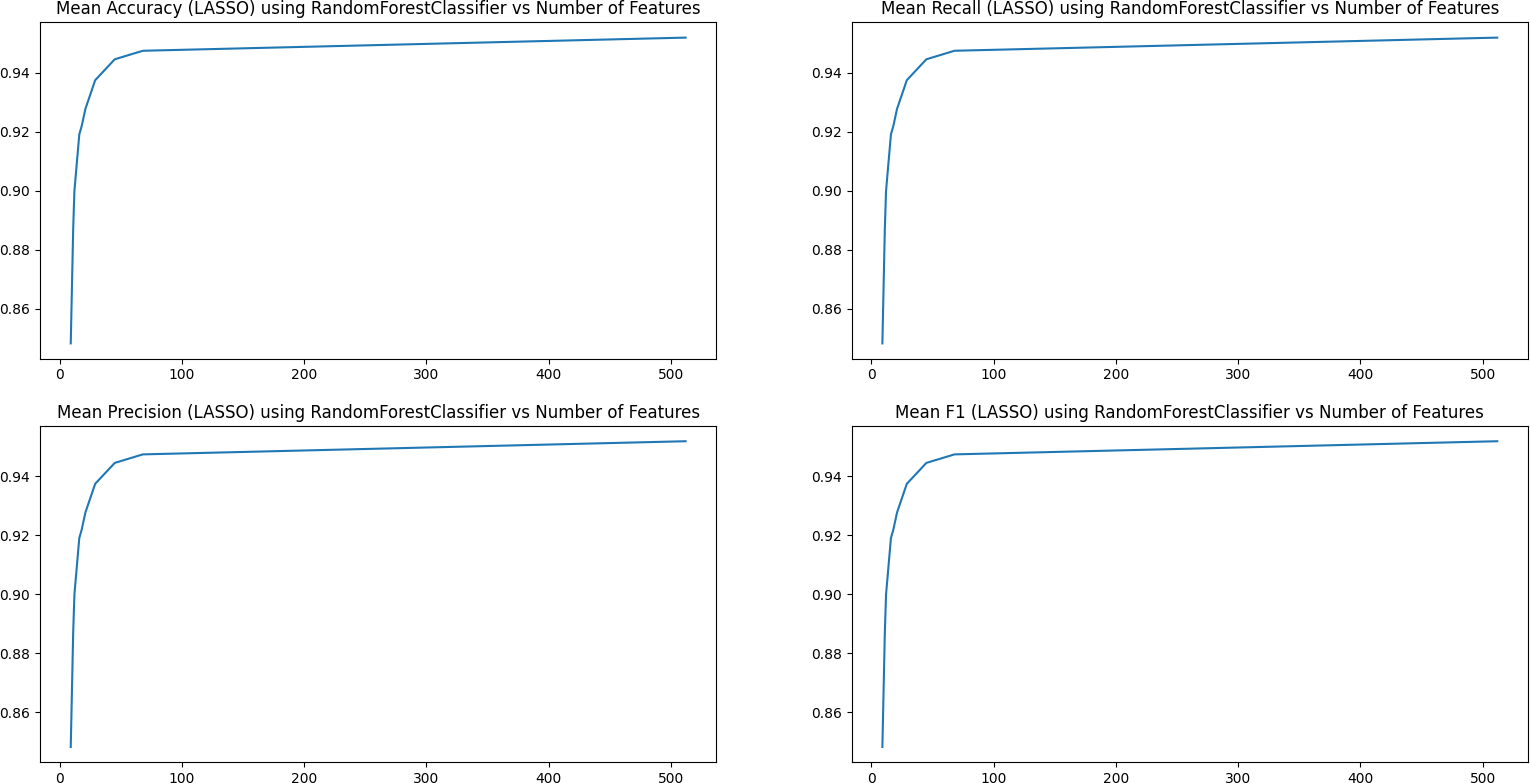 Mean Accuracy (LASSO) using RandomForestClassifier vs Number of Features
0.94
0.92
0.90
0.88
0.86
0 100 200 300 400 500
Mean Recall (LASSO) using RandomForestClassifier vs Number of Features
0.94
0.92
0.90
0.88
0.86
0 100 200 300 400 500
Mean Precision (LASSO) using RandomForestClassifier vs Number of Features
0.94
0.92
0.90
0.88
0.86
0 100 200 300 400 500
Mean F1 (LASSO) using RandomForestClassifier vs Number of Features
0.94
0.92
0.90
0.88
0.86
0 100 200 300 400 500